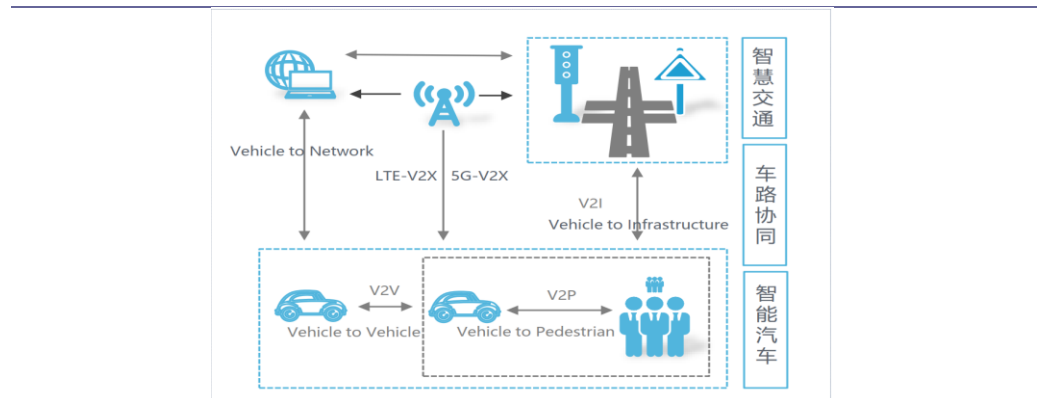 Vehicle to Network
LTE-V2X 5G-V2X
V2I
Vehicle to Infrastructure
V2V
Vehicle to Vehicle
V2P
Vehicle to Pedestrian
智慧交通
车路协同
智能汽车